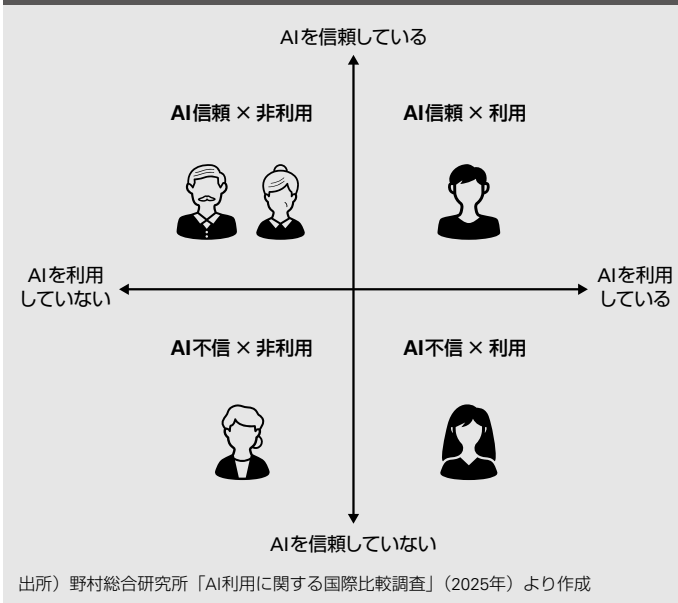 AIを信頼している
AI信頼 × 非利用
AI信頼 × 利用
AIを利用
していない
AIを利用
している
AI不信 × 非利用
AI不信 × 利用
AIを信頼していない
出所）野村総合研究所「AI利用に関する国際比較調査」（2025年）より作成